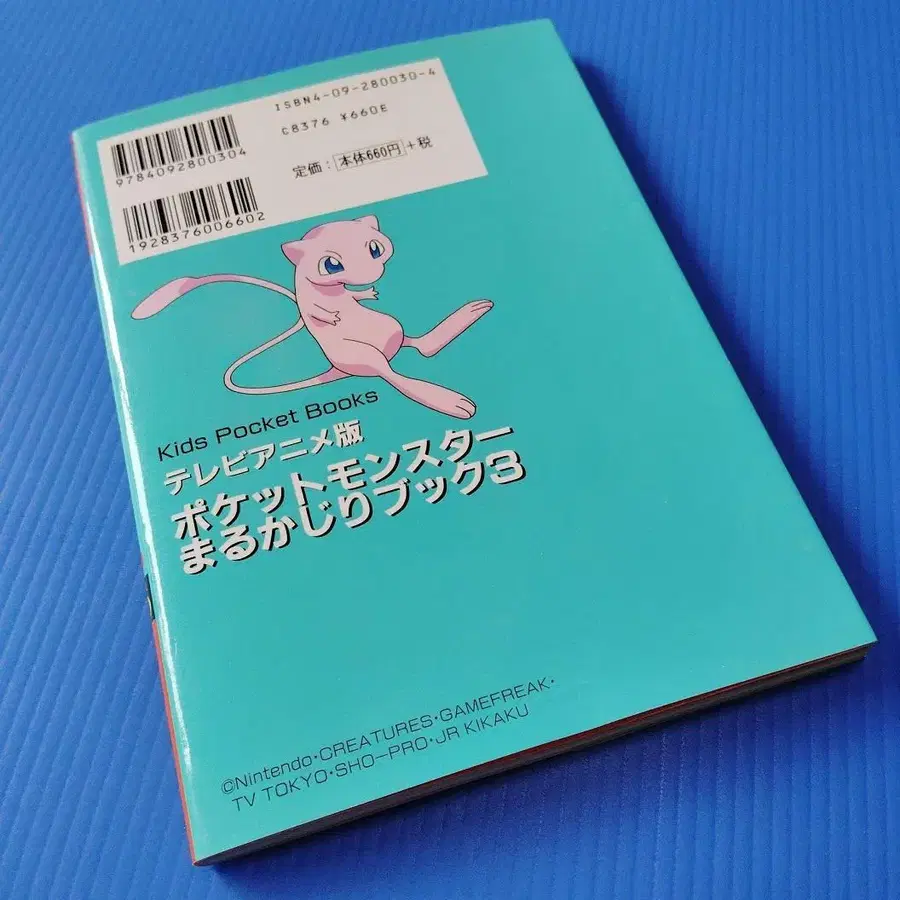 ISBN4-09-280030-4
C8376 ¥660E
定価：本体660円+税
9784092800304
1928376006602
Kids Pocket Books
テレビアニメ版
ポケットモンスター
まるかじりブック3
©Nintendo・CREATURES・GAMEFREAK・
TV TOKYO・SHO-PRO・JR KIKAKU